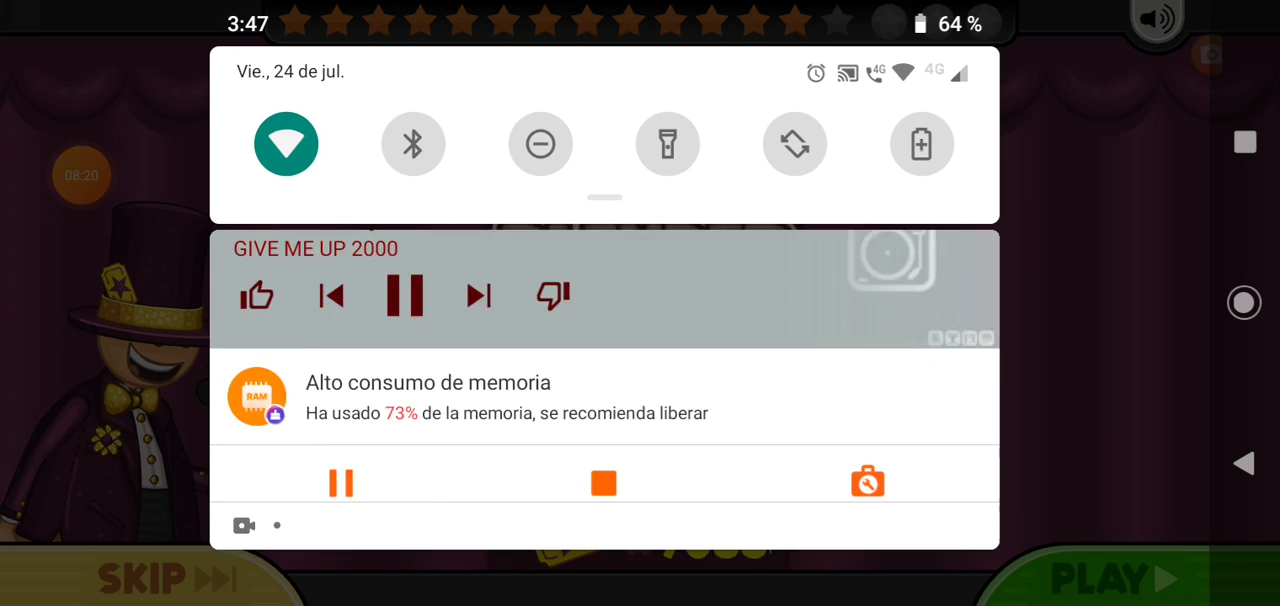 3:47
64 %
Vie., 24 de jul.
4G
4G
08:20
GIVE ME UP 2000
RAM
Alto consumo de memoria
Ha usado 73% de la memoria, se recomienda liberar
SKIP
PLAY